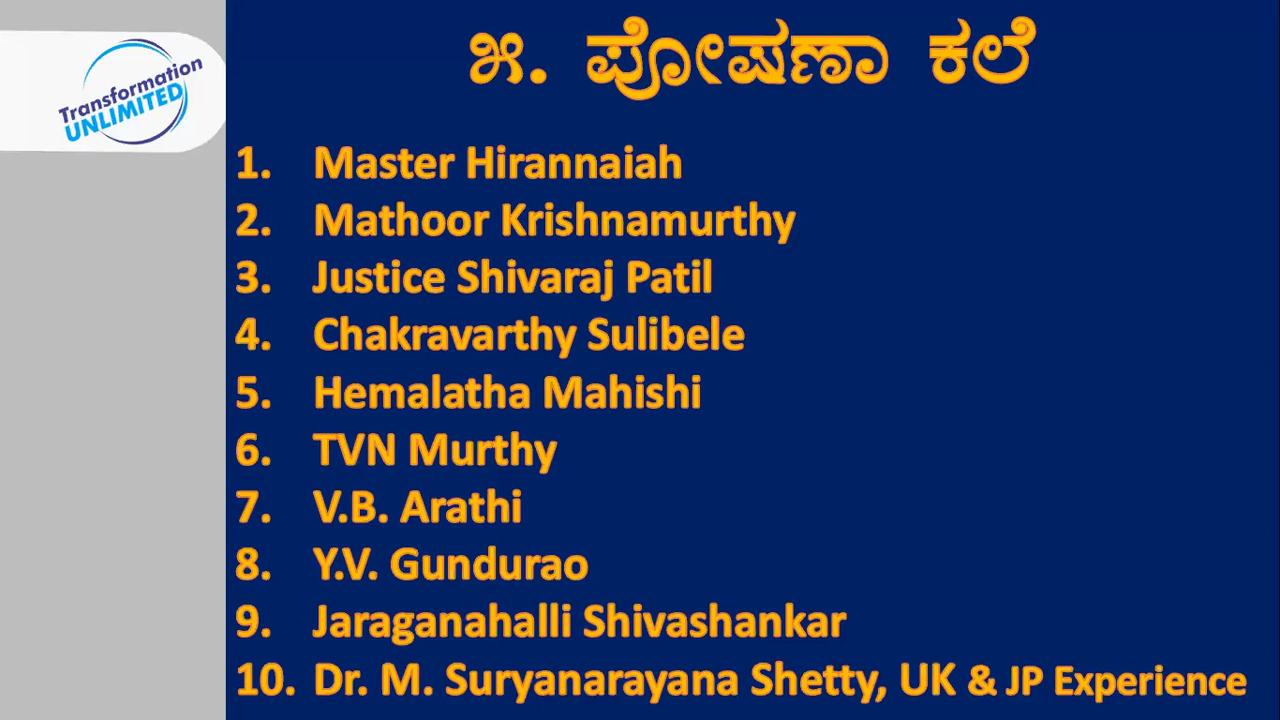 Transformation
UNLIMITED
೫. ಪೋಷಣಾ ಕಲೆ
1. Master Hirannaiah
2. Mathoor Krishnamurthy
3. Justice Shivaraj Patil
4. Chakravarthy Sulibele
5. Hemalatha Mahishi
6. TVN Murthy
7. V.B. Arathi
8. Y.V. Gundurao
9. Jaraganahalli Shivashankar
10. Dr. M. Suryanarayana Shetty, UK & JP Experience